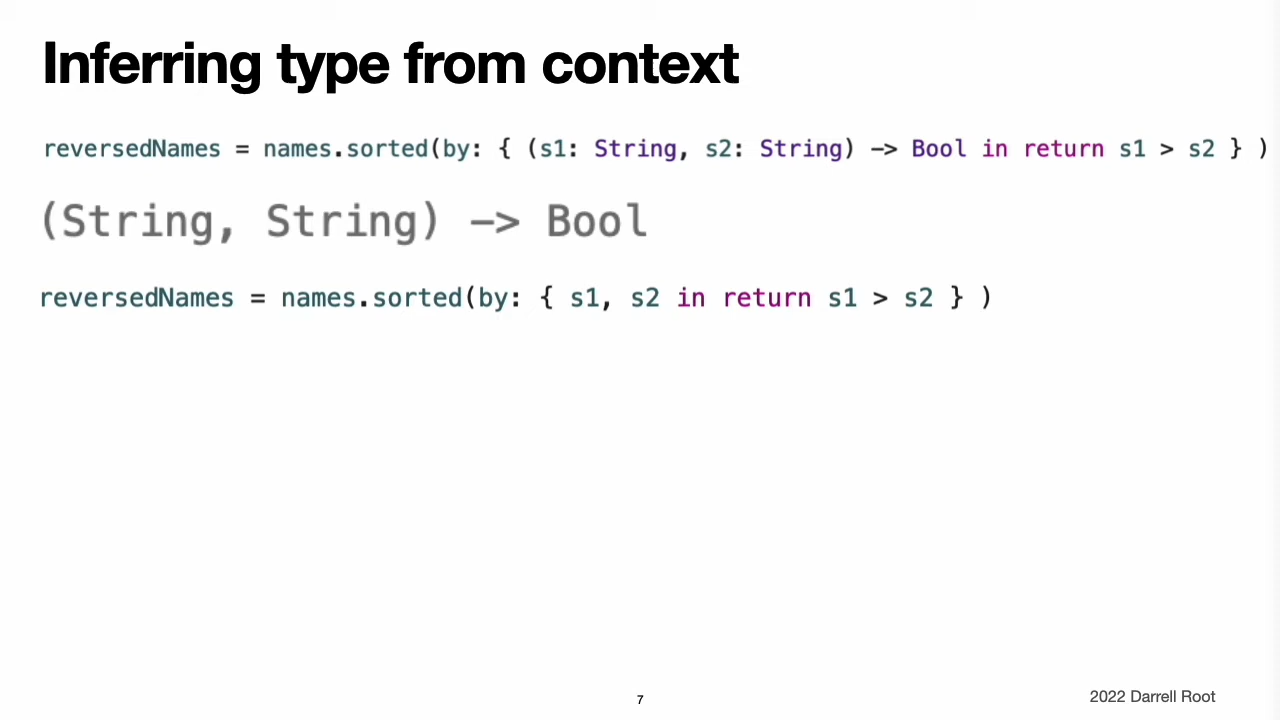 Inferring type from context
reversedNames = names.sorted(by: { (s1: String, s2: String) -> Bool in return s1 > s2 } )
(String, String) -> Bool
reversedNames = names.sorted(by: { s1, s2 in return s1 > s2 } )
7
2022 Darrell Root